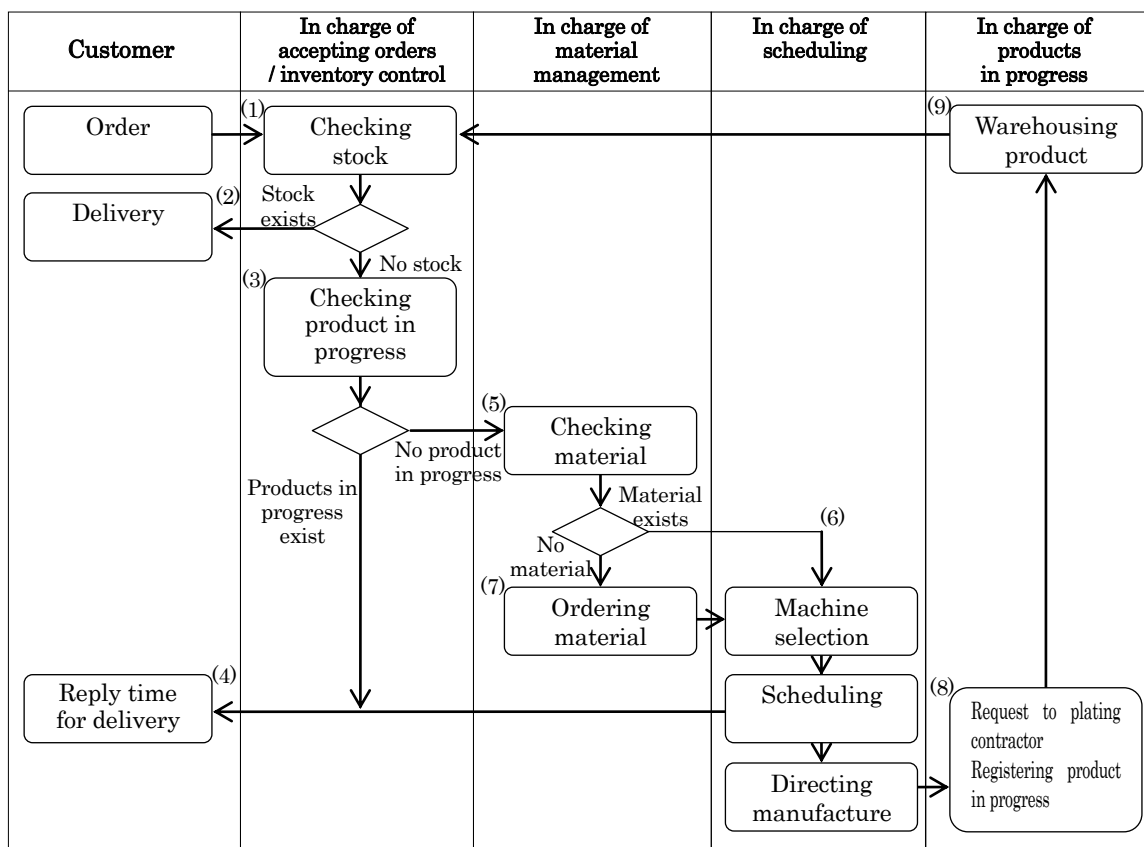 Customer
In charge of
accepting orders
/ inventory control
In charge of
material
management
In charge of
scheduling
In charge of
products
in progress
Order
(1)
Checking
stock
(9)
Warehousing
product
Delivery
(2)
Stock
exists
No stock
(3)
Checking
product in
progress
(5)
Checking
material
No product
in progress
Products in
progress
exist
Material
exists
(6)
No
material
(7)
Ordering
material
Machine
selection
(4)
Reply time
for delivery
Scheduling
(8)
Request to plating
contractor
Registering product
in progress
Directing
manufacture